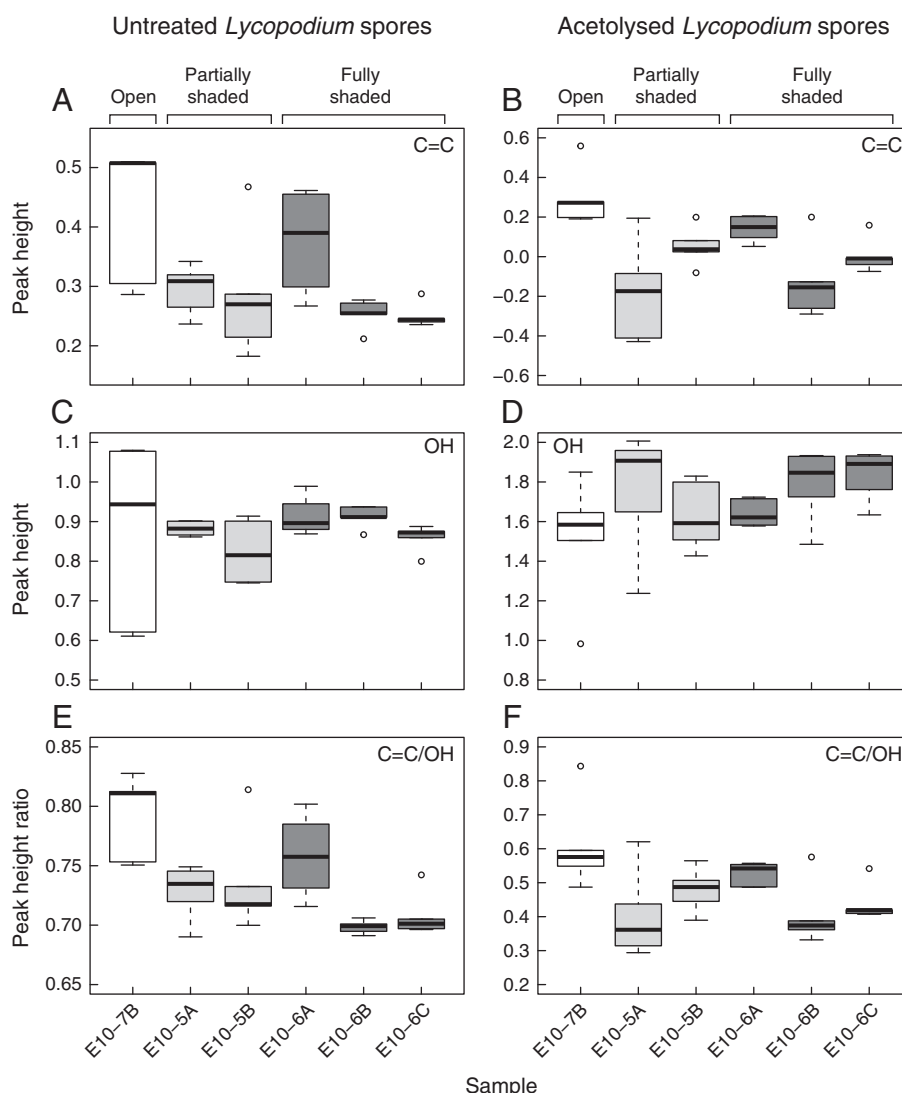 Untreated Lycopodium spores
Acetolysed Lycopodium spores
A
Open
Partially
shaded
Fully
shaded
B
Open
Partially
shaded
Fully
shaded
C=C
0.5
0.4
0.3
0.2
Peak height
C=C
0.6
0.4
0.2
0.0
−0.2
−0.4
−0.6
C
OH
1.1
1.0
0.9
0.8
0.7
0.6
0.5
Peak height
D
OH
2.0
1.8
1.6
1.4
1.2
1.0
0.8
E
C=C/OH
0.85
0.80
0.75
0.70
0.65
Peak height ratio
F
C=C/OH
0.9
0.8
0.7
0.6
0.5
0.4
0.3
0.2
E10−7B
E10−5A
E10−5B
E10−6A
E10−6B
E10−6C
E10−7B
E10−5A
E10−5B
E10−6A
E10−6B
E10−6C
Sample